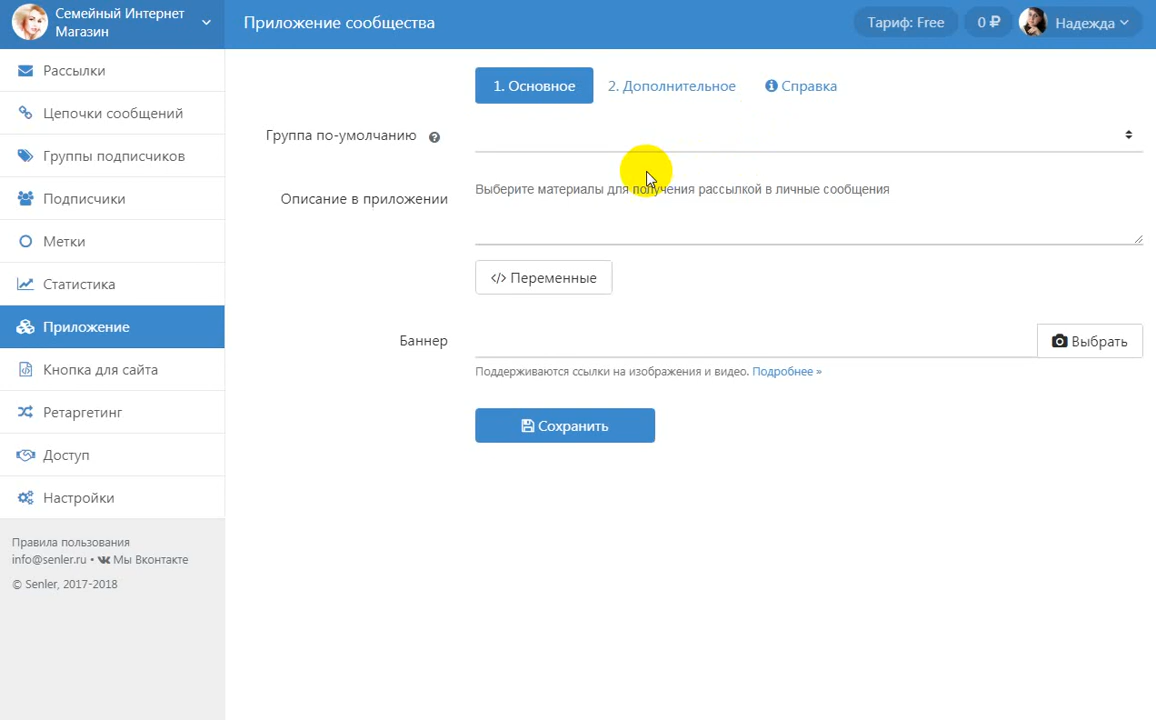 Семейный Интернет
Магазин
Приложение сообщества
Тариф: Free
0 ₽
Надежда
Рассылки
Цепочки сообщений
Группы подписчиков
Подписчики
Метки
Статистика
Приложение
Кнопка для сайта
Ретаргетинг
Доступ
Настройки
Правила пользования
info@senler.ru • Мы Вконтакте
© Senler, 2017-2018
1. Основное
2. Дополнительное
Справка
Группа по-умолчанию ?
Описание в приложении
Выберите материалы для получения рассылкой в личные сообщения
</> Переменные
Баннер
Выбрать
Поддерживаются ссылки на изображения и видео. Подробнее »
Сохранить